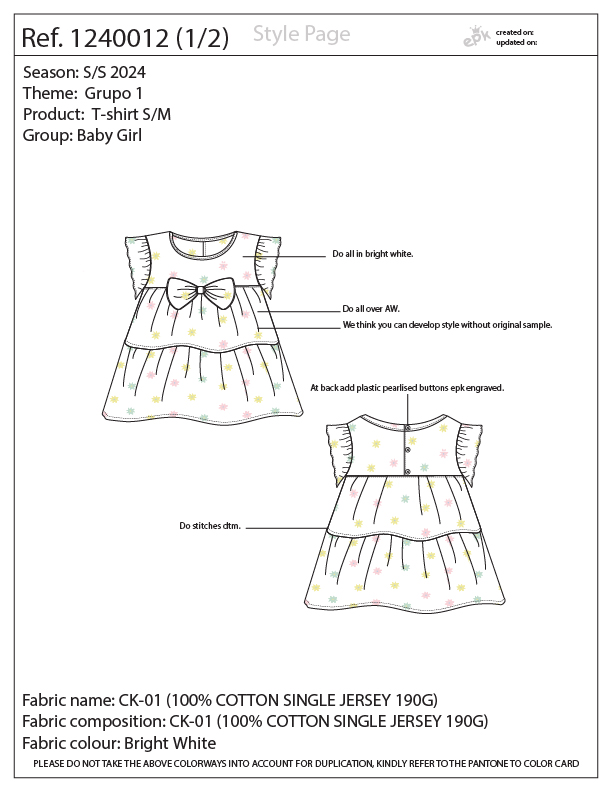 Ref. 1240012 (1/2)
Style Page
epk
created on:
updated on:
Season: S/S 2024
Theme: Grupo 1
Product: T-shirt S/M
Group: Baby Girl
Do all in bright white.
Do all over AW.
We think you can develop style without original sample.
At back add plastic pearlised buttons epk engraved.
Do stitches dtm.
Fabric name: CK-01 (100% COTTON SINGLE JERSEY 190G)
Fabric composition: CK-01 (100% COTTON SINGLE JERSEY 190G)
Fabric colour: Bright White
PLEASE DO NOT TAKE THE ABOVE COLORWAYS INTO ACCOUNT FOR DUPLICATION, KINDLY REFER TO THE PANTONE TO COLOR CARD